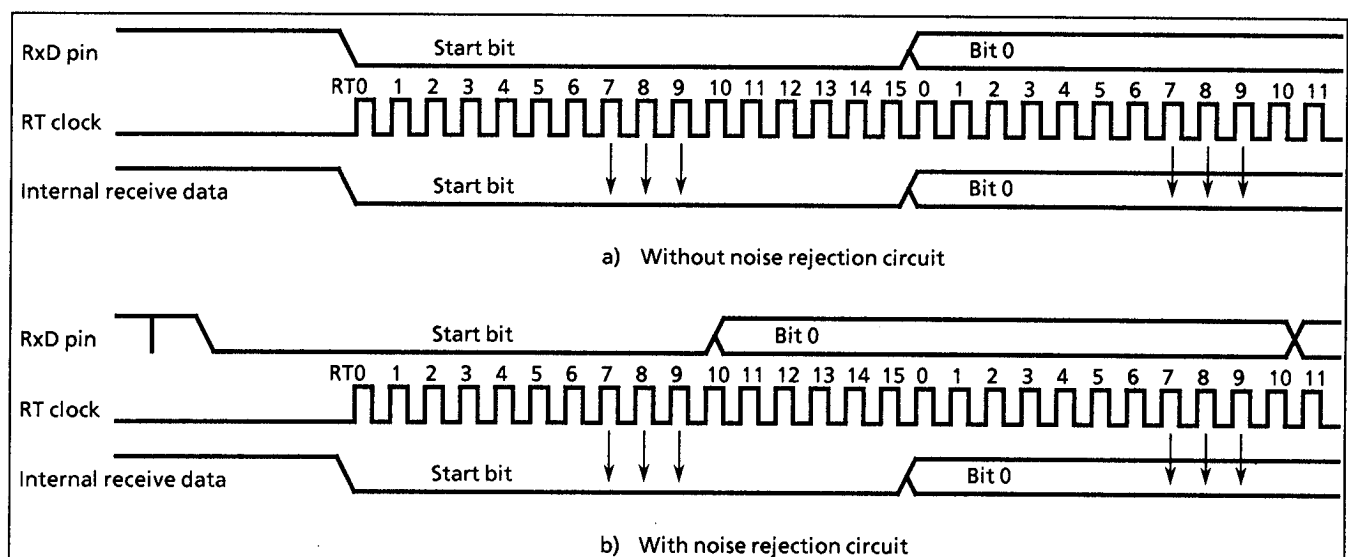 RxD pin Start bit Bit 0
RT0 1 2 3 4 5 6 7 8 9 10 11 12 13 14 15 0 1 2 3 4 5 6 7 8 9 10 11
RT clock
Internal receive data Start bit Bit 0
a) Without noise rejection circuit
RxD pin Start bit Bit 0
RT0 1 2 3 4 5 6 7 8 9 10 11 12 13 14 15 0 1 2 3 4 5 6 7 8 9 10 11
RT clock
Internal receive data Start bit Bit 0
b) With noise rejection circuit